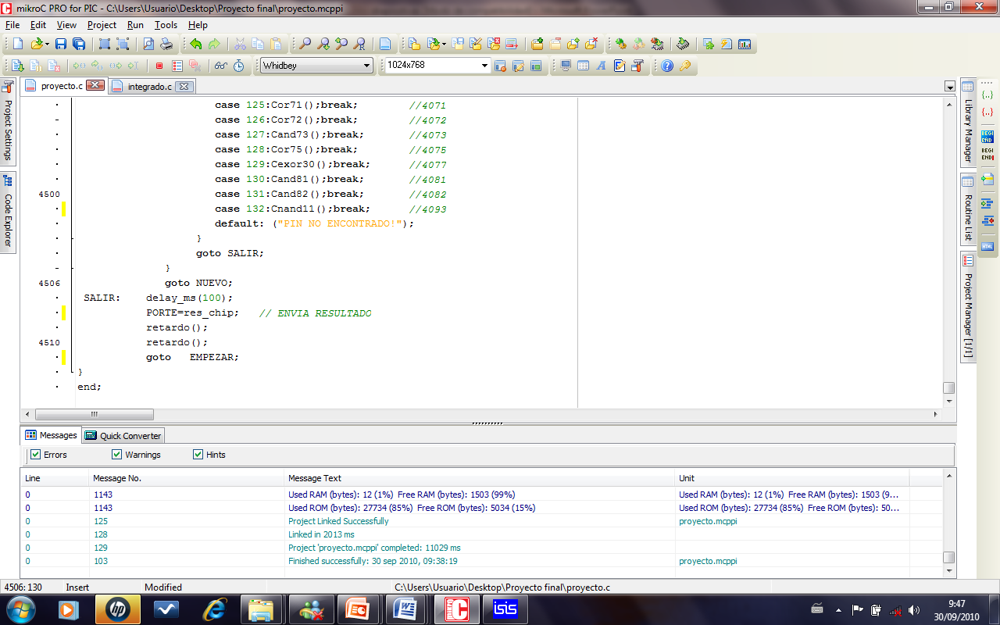 mikroC PRO for PIC - C:\Users\Usuario\Desktop\Proyecto final\proyecto.mcppi
File Edit View Project Run Tools Help
Whidbey 1024x768
proyecto.c integrado.c
Project Settings
Code Explorer
case 125:Cor71();break; //4071
case 126:Cor72();break; //4072
case 127:Cand73();break; //4073
case 128:Cor75();break; //4075
case 129:Cexor30();break; //4077
case 130:Cand81();break; //4081
4500 case 131:Cand82();break; //4082
case 132:Cnand11();break; //4093
default: ("PIN NO ENCONTRADO!");
}
goto SALIR;
}
4506 goto NUEVO;
SALIR: delay_ms(100);
PORTE=res_chip; // ENVIA RESULTADO
retardo();
4510 retardo();
goto EMPEZAR;
}
end;
Library Manager
Routine List
Project Manager [1/1]
BEGI
END
BEGI
END
HTML
Messages Quick Converter
Errors Warnings Hints
Line Message No. Message Text Unit
0 1143 Used RAM (bytes): 12 (1%) Free RAM (bytes): 1503 (99%) Used RAM (bytes): 12 (1%) Free RAM (bytes): 1503 (9...
0 1143 Used ROM (bytes): 27734 (85%) Free ROM (bytes): 5034 (15%) Used ROM (bytes): 27734 (85%) Free ROM (bytes): 50...
0 125 Project Linked Successfully proyecto.mcppi
0 128 Linked in 2013 ms
0 129 Project 'proyecto.mcppi' completed: 11029 ms
0 103 Finished successfully: 30 sep 2010, 09:38:19 proyecto.mcppi
4506: 130 Insert Modified C:\Users\Usuario\Desktop\Proyecto final\proyecto.c
hp
isis
9:47
30/09/2010